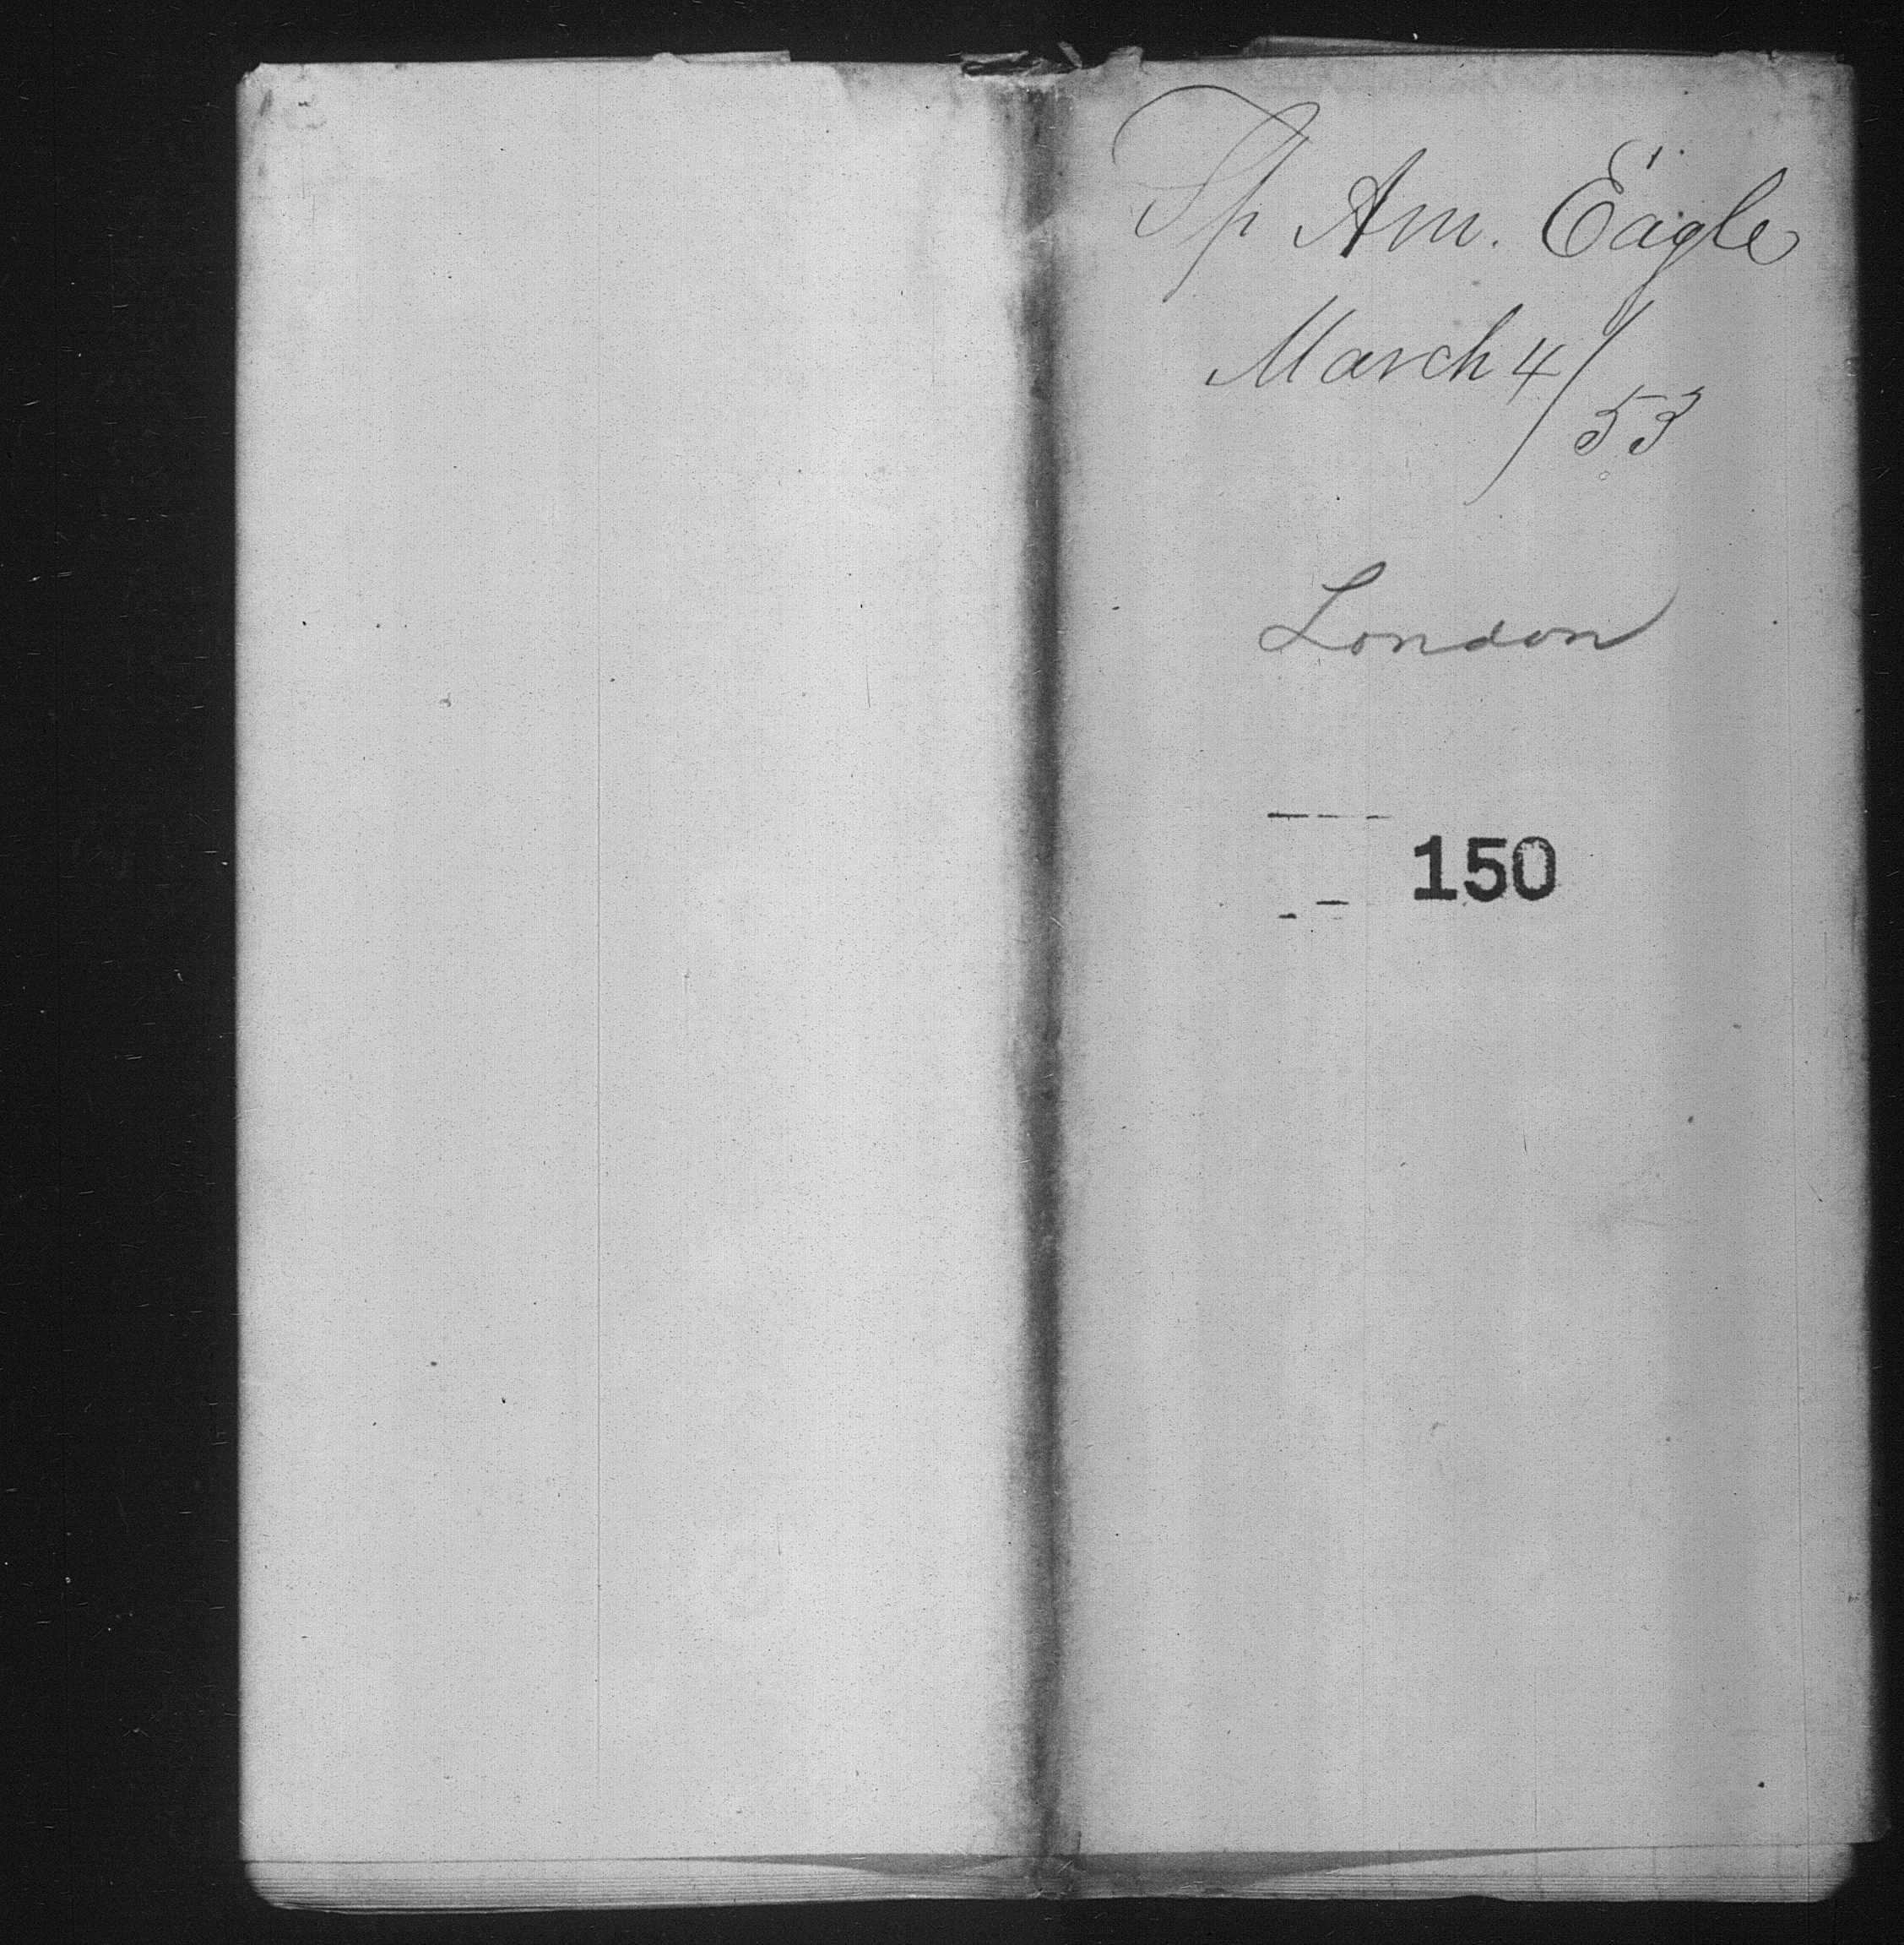 Sp Am. Eagle
March 4/53
London
150